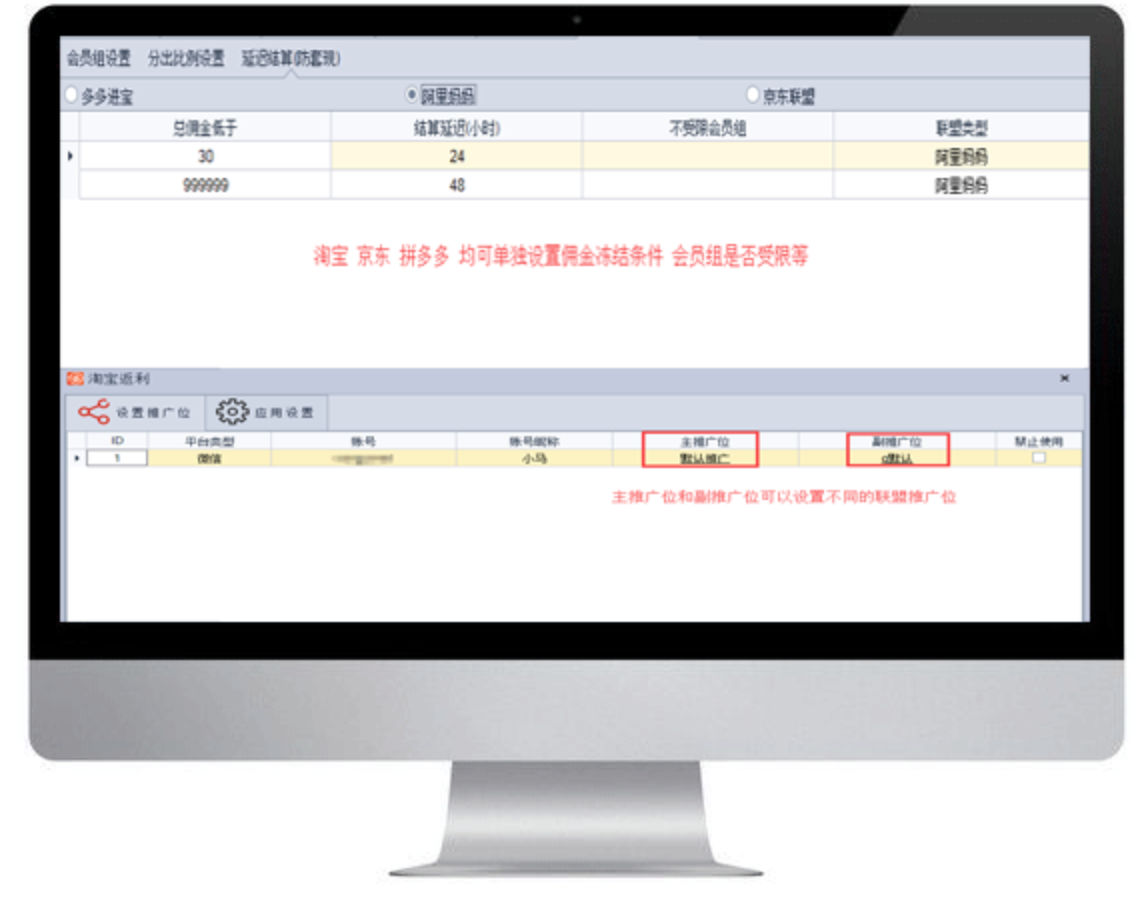 会员组设置 分出比例设置 延迟结算(防套现)
多多进宝 阿里妈妈 京东联盟
总佣金低于 结算延迟(小时) 不受限会员组 联盟类型
30 24 阿里妈妈
999999 48 阿里妈妈
淘宝 京东 拼多多 均可单独设置佣金冻结条件 会员组是否受限等
淘宝返利
设置推广位 应用设置
ID 平台类型 账号 账号昵称 主推广位 副推广位 禁止使用
1 微信 小马 默认推广 q默认
主推广位和副推广位可以设置不同的联盟推广位